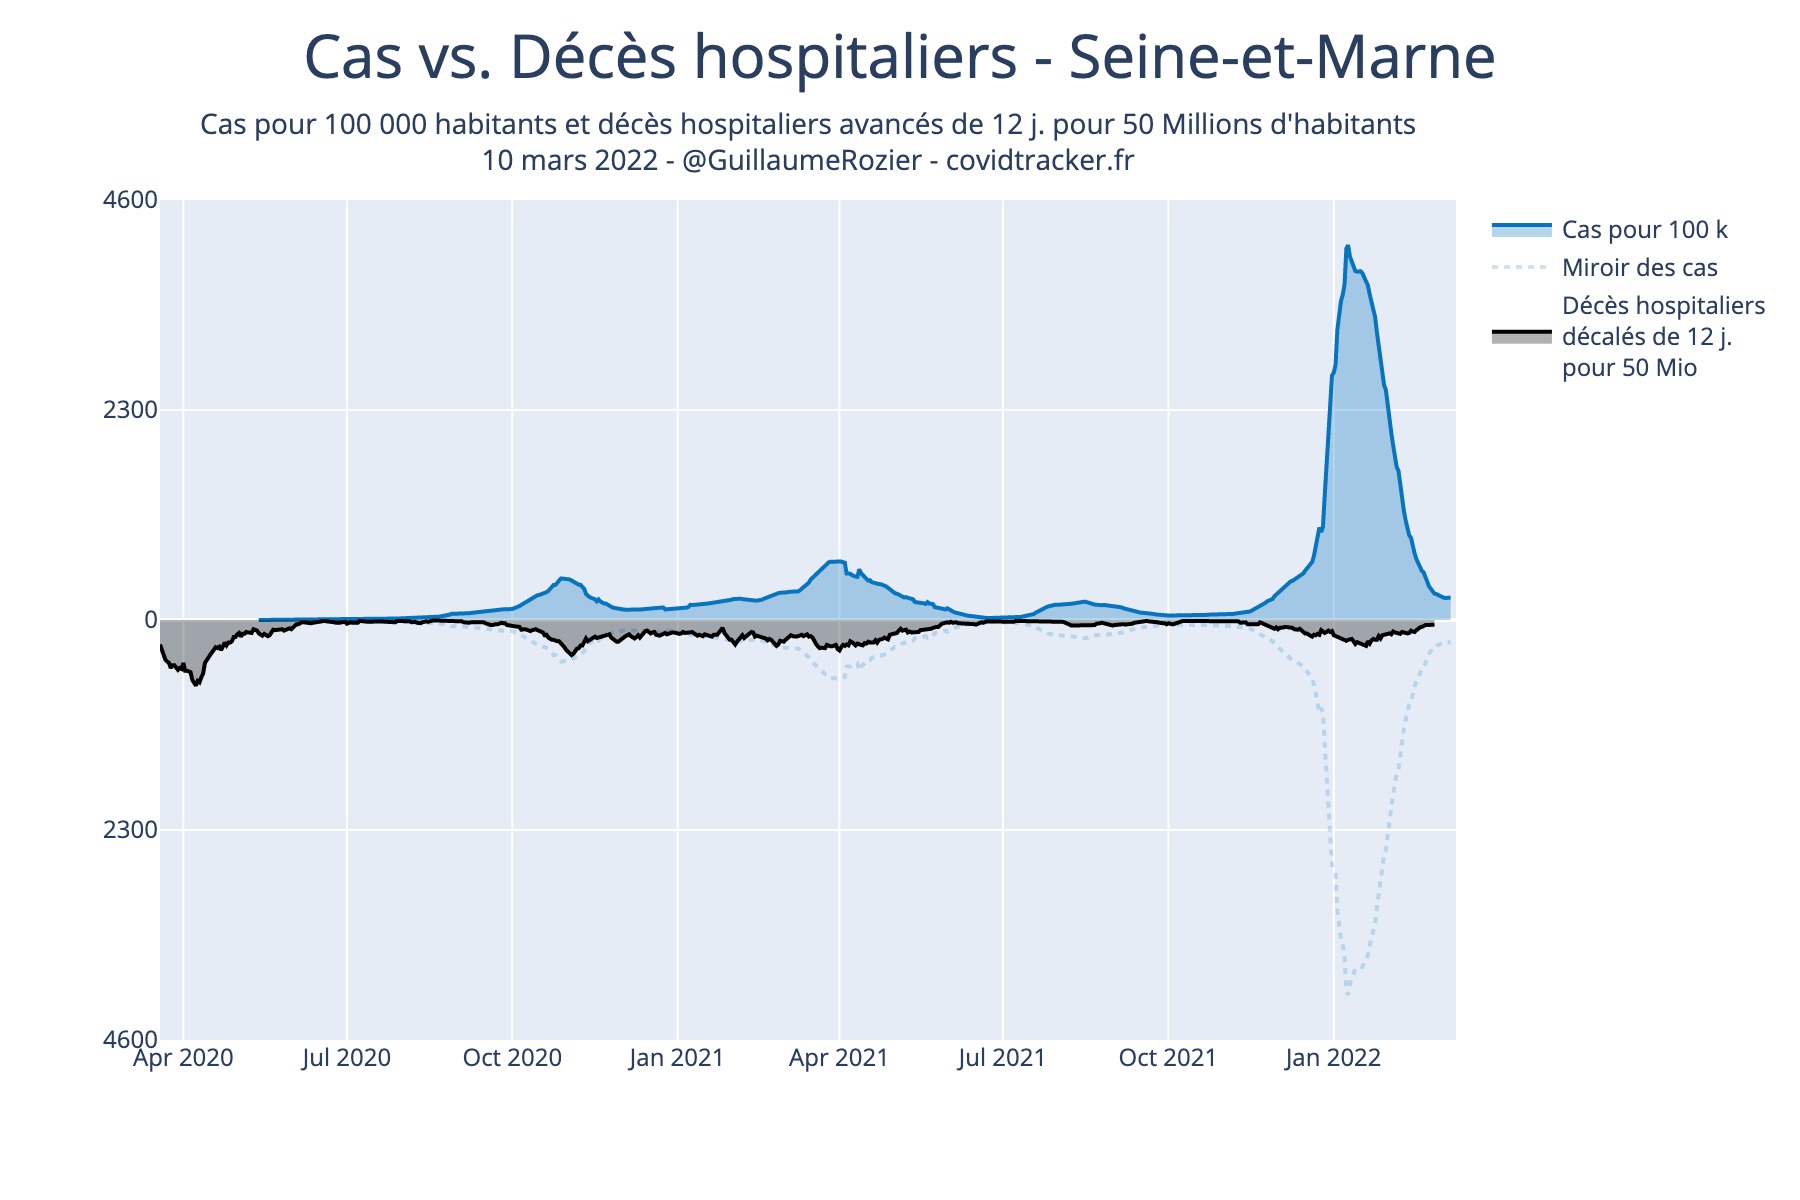 Cas vs. Décès hospitaliers - Seine-et-Marne
Cas pour 100 000 habitants et décès hospitaliers avancés de 12 j. pour 50 Millions d'habitants
10 mars 2022 - @GuillaumeRozier - covidtracker.fr
4600
2300
0
2300
4600
Apr 2020
Jul 2020
Oct 2020
Jan 2021
Apr 2021
Jul 2021
Oct 2021
Jan 2022
Cas pour 100 k
Miroir des cas
Décès hospitaliers
décalés de 12 j.
pour 50 Mio